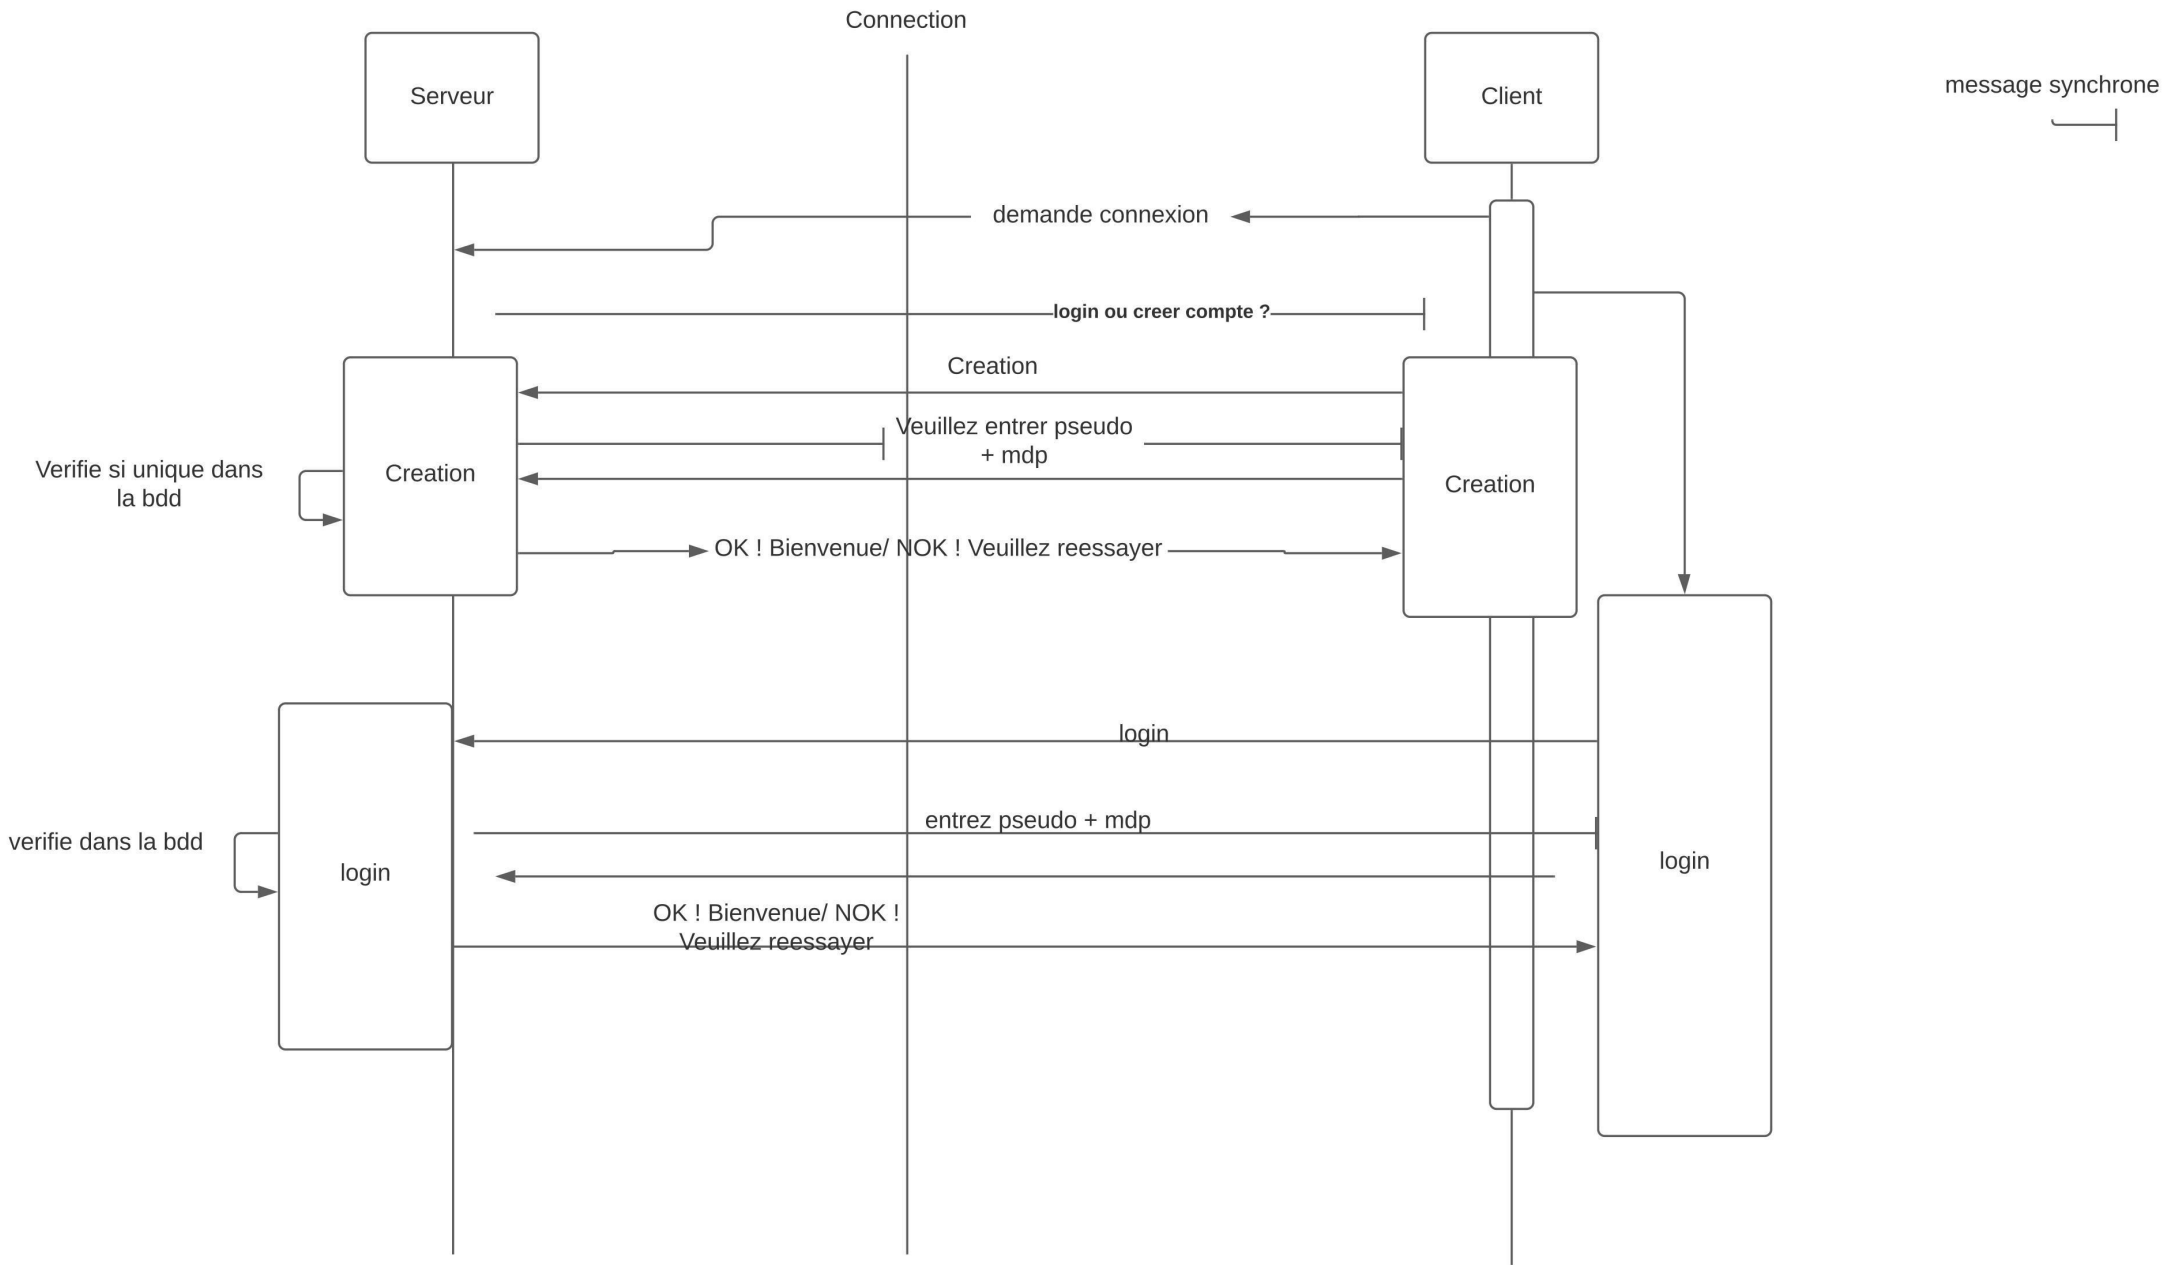 Connection
Serveur
Client
message synchrone
demande connexion
login ou creer compte ?
Creation
Veuillez entrer pseudo
+ mdp
Verifie si unique dans
la bdd
Creation
Creation
OK ! Bienvenue/ NOK ! Veuillez reessayer
login
entrez pseudo + mdp
verifie dans la bdd
login
login
OK ! Bienvenue/ NOK !
Veuillez reessayer